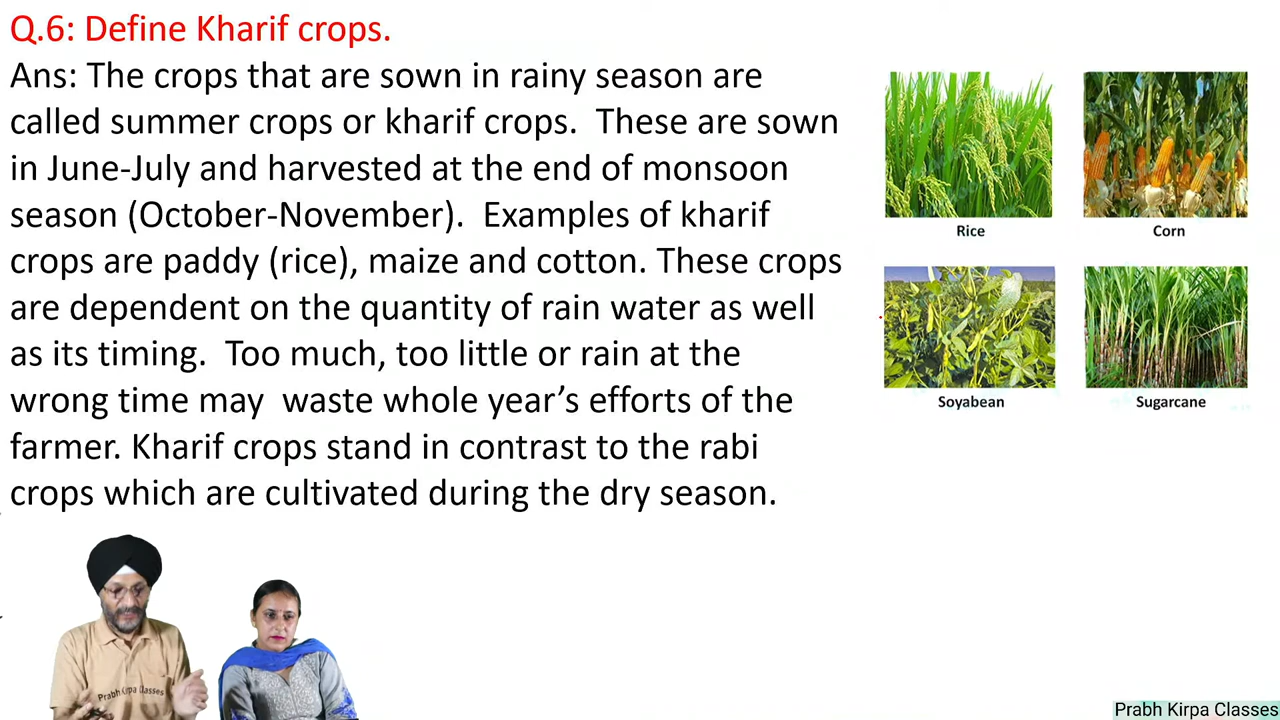 Q.6: Define Kharif crops.
Ans: The crops that are sown in rainy season are
called summer crops or kharif crops.  These are sown
in June-July and harvested at the end of monsoon
season (October-November).  Examples of kharif
crops are paddy (rice), maize and cotton. These crops
are dependent on the quantity of rain water as well
as its timing.  Too much, too little or rain at the
wrong time may  waste whole year’s efforts of the
farmer. Kharif crops stand in contrast to the rabi
crops which are cultivated during the dry season.
Rice
Corn
Soyabean
Sugarcane
Prabh Kirpa Classes
Prabh Kirpa Classes